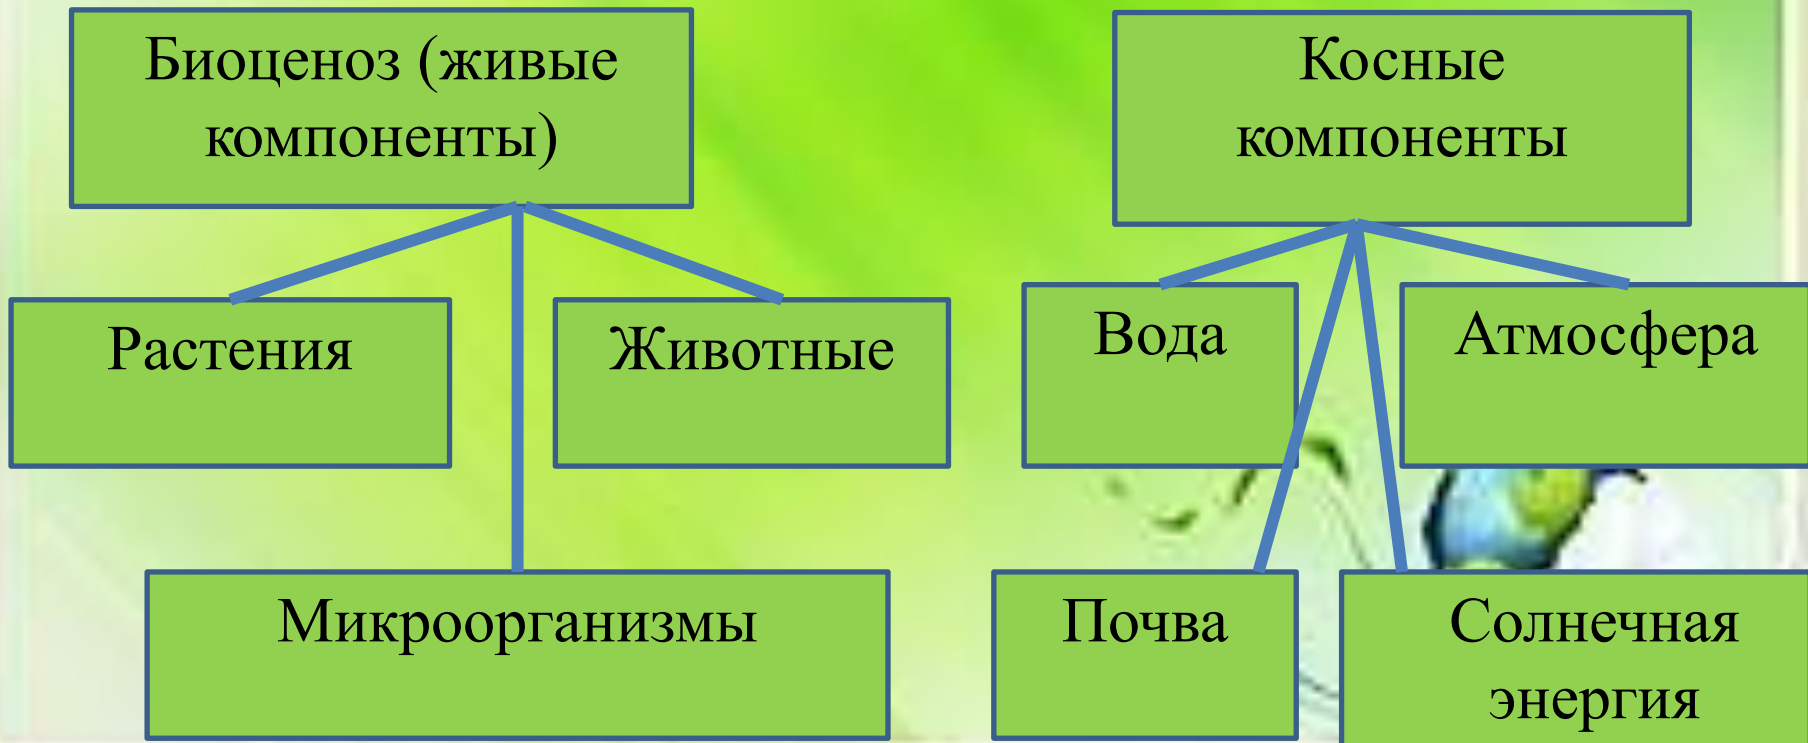 Биоценоз (живые
компоненты)
Косные
компоненты
Растения
Животные
Вода
Атмосфера
Микроорганизмы
Почва
Солнечная
энергия